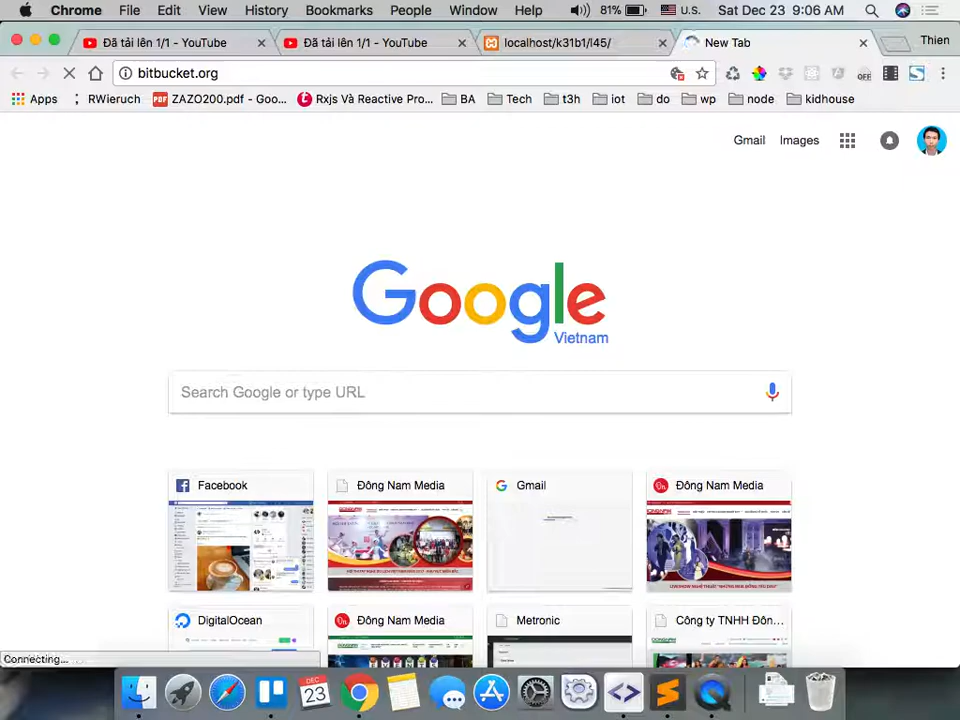 Chrome File Edit View History Bookmarks People Window Help 81% U.S. Sat Dec 23 9:06 AM
Đã tải lên 1/1 - YouTube Đã tải lên 1/1 - YouTube localhost/k31b1/l45/ New Tab Thien
bitbucket.org OFF
Apps RWieruch PDF ZAZO200.pdf - Goo... Rxjs Và Reactive Pro... BA Tech t3h iot do wp node kidhouse
Gmail Images
Google
Vietnam
Search Google or type URL
Facebook Đông Nam Media Gmail Đông Nam Media
DigitalOcean Đông Nam Media Metronic Công ty TNHH Đôn...
Connecting...
DEC
23